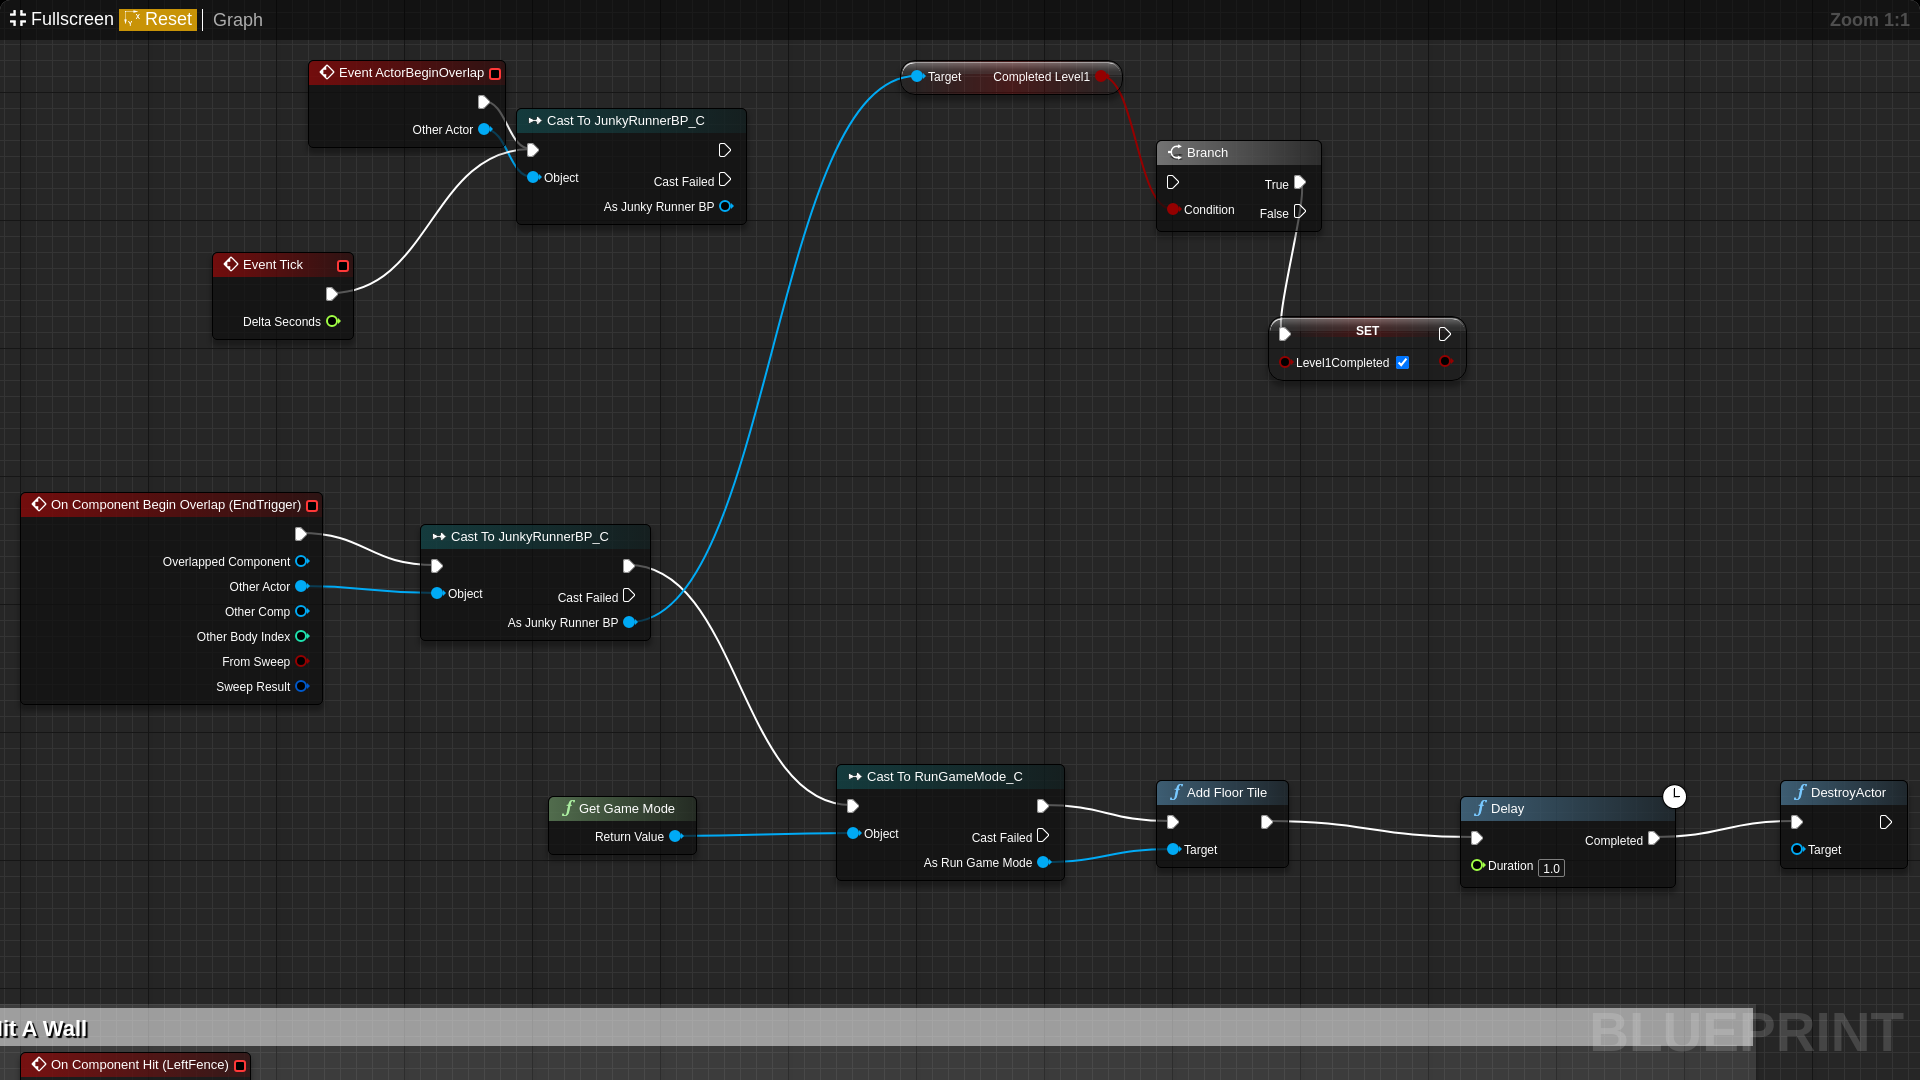 Fullscreen Reset Graph
Zoom 1:1
Event ActorBeginOverlap
Other Actor
Cast To JunkyRunnerBP_C
Object
Cast Failed
As Junky Runner BP
Event Tick
Delta Seconds
Target Completed Level1
Branch
True
Condition
False
SET
Level1Completed
On Component Begin Overlap (EndTrigger)
Overlapped Component
Other Actor
Other Comp
Other Body Index
From Sweep
Sweep Result
Cast To JunkyRunnerBP_C
Object
Cast Failed
As Junky Runner BP
Get Game Mode
Return Value
Cast To RunGameMode_C
Object
Cast Failed
As Run Game Mode
Add Floor Tile
Target
Delay
Completed
Duration 1.0
DestroyActor
Target
it A Wall
BLUEPRINT
On Component Hit (LeftFence)